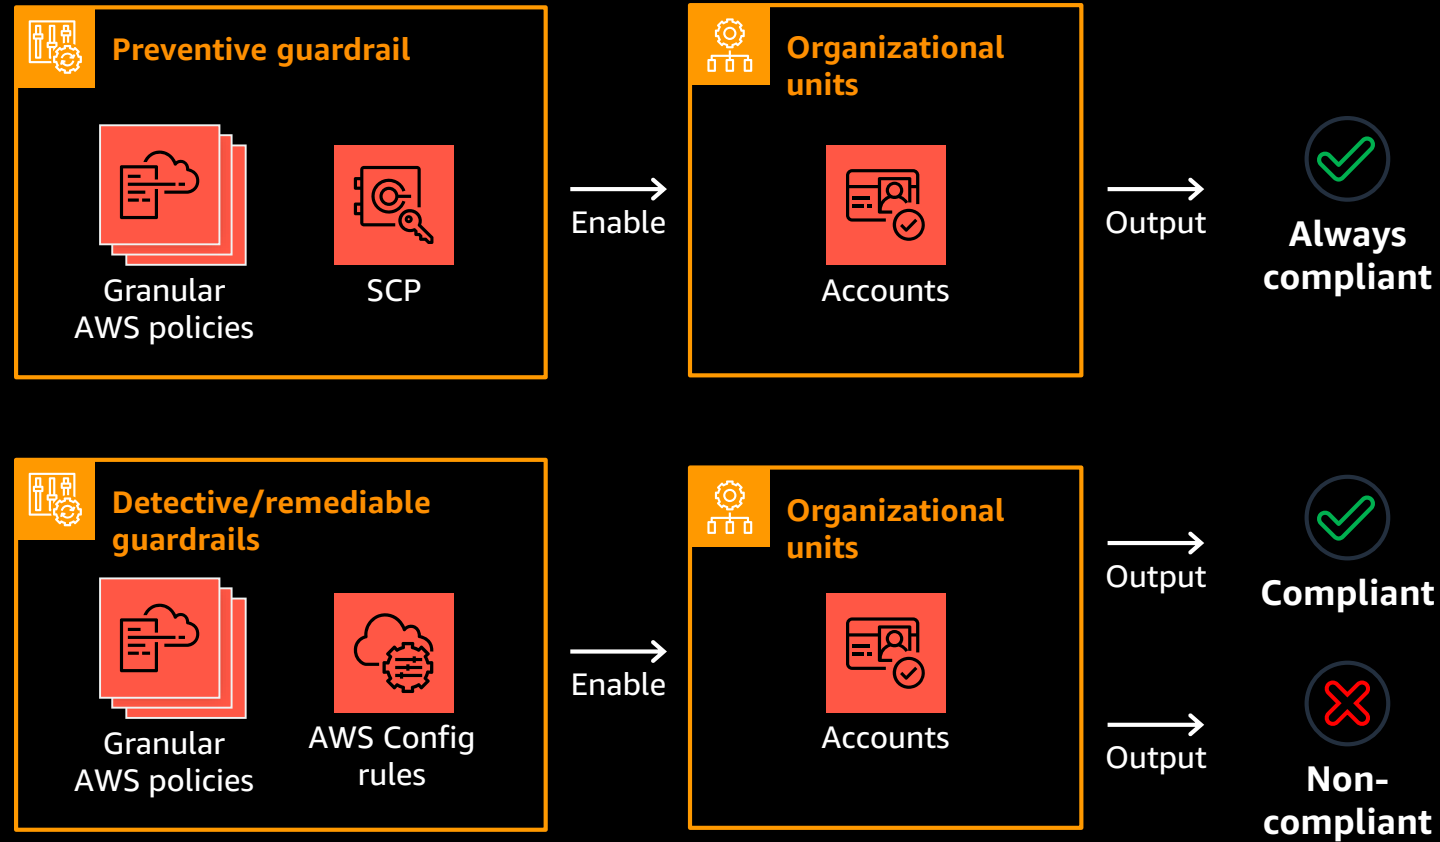 Preventive guardrail
Granular
AWS policies
SCP
Enable
Organizational
units
Accounts
Output
Always
compliant
Detective/remediable
guardrails
Granular
AWS policies
AWS Config
rules
Enable
Organizational
units
Accounts
Output
Compliant
Output
Non-
compliant